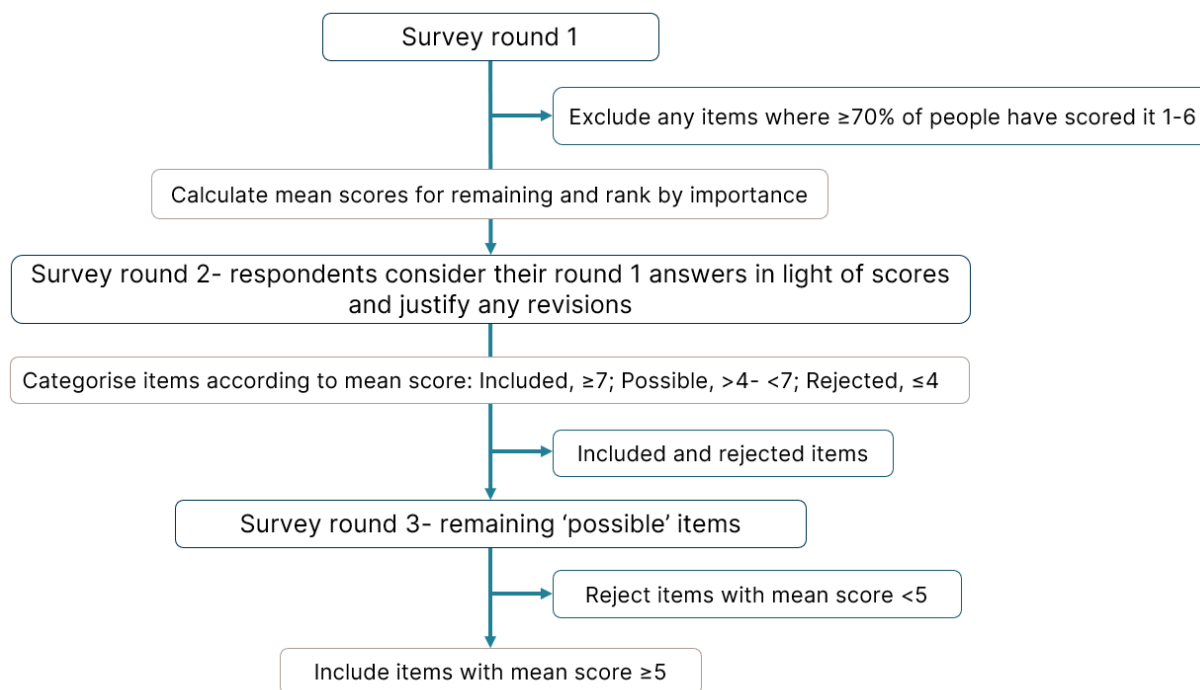 Survey round 1
Exclude any items where ≥70% of people have scored it 1-6
Calculate mean scores for remaining and rank by importance
Survey round 2- respondents consider their round 1 answers in light of scores
and justify any revisions
Categorise items according to mean score: Included, ≥7; Possible, >4- <7; Rejected, ≤4
Included and rejected items
Survey round 3- remaining ‘possible’ items
Reject items with mean score <5
Include items with mean score ≥5